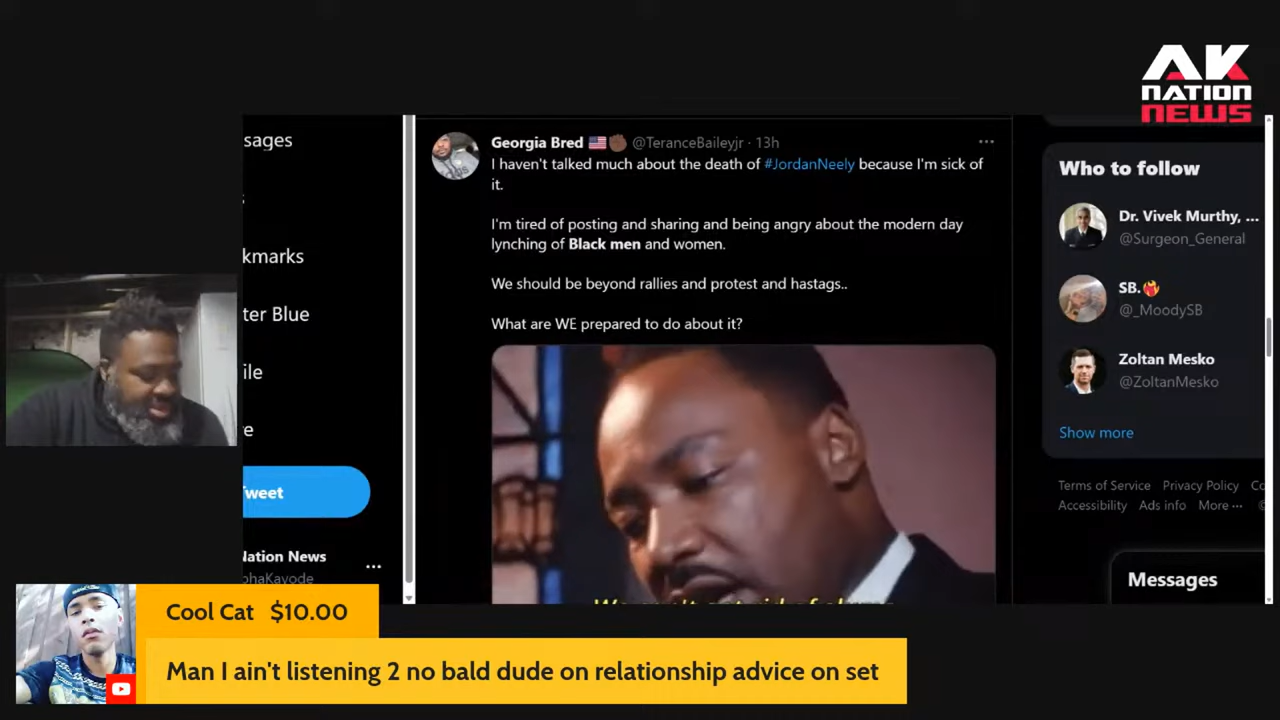 AK
NATION
NEWS
sages
kmarks
ter Blue
ile
e
Tweet
Nation News
phaKayode
Georgia Bred @TeranceBaileyjr · 13h
I haven't talked much about the death of #JordanNeely because I'm sick of
it.
I'm tired of posting and sharing and being angry about the modern day
lynching of Black men and women.
We should be beyond rallies and protest and hastags..
What are WE prepared to do about it?
Who to follow
Dr. Vivek Murthy, ...
@Surgeon_General
SB.
@_MoodySB
Zoltan Mesko
@ZoltanMesko
Show more
Terms of Service Privacy Policy Co
Accessibility Ads info More ···
Messages
Cool Cat $10.00
Man I ain't listening 2 no bald dude on relationship advice on set